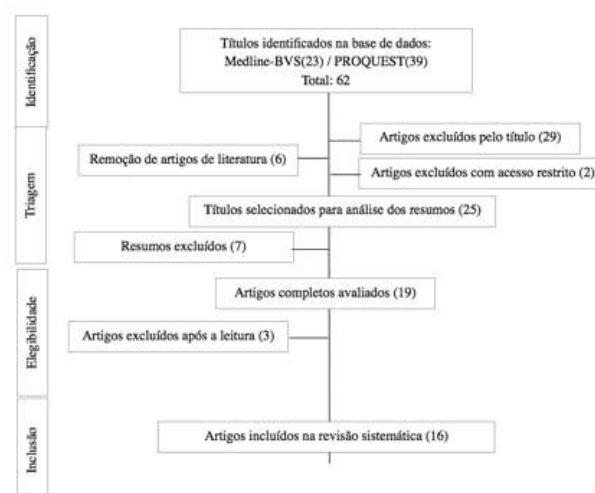 Identificação
Títulos identificados na base de dados:
Medline-BVS(23) / PROQUEST(39)
Total: 62
Triagem
Artigos excluídos pelo título (29)
Remoção de artigos de literatura (6)
Artigos excluídos com acesso restrito (2)
Títulos selecionados para análise dos resumos (25)
Resumos excluídos (7)
Elegibilidade
Artigos completos avaliados (19)
Artigos excluídos após a leitura (3)
Inclusão
Artigos incluídos na revisão sistemática (16)